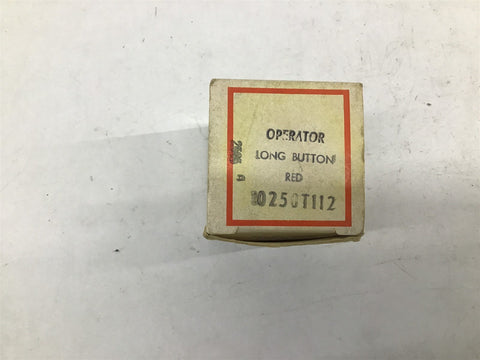 OPERATOR
LONG BUTTON
RED
10250T112